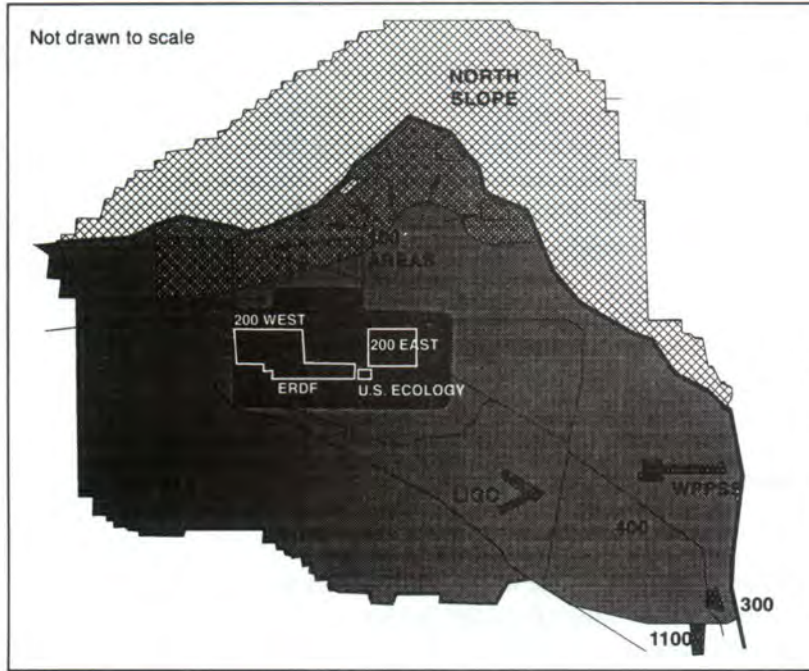 Not drawn to scale
NORTH
SLOPE
AREAS
200 WEST
200 EAST
ERDF
U.S. ECOLOGY
LIGO
WPPSS
400
300
1100